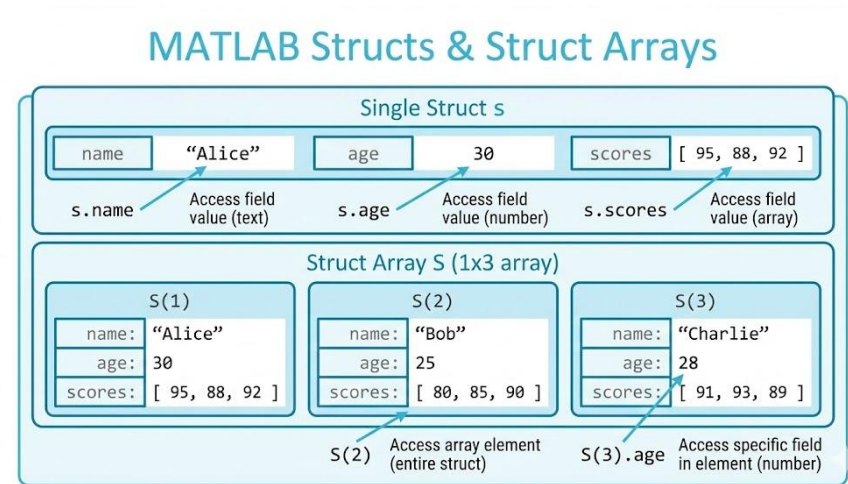 MATLAB Structs & Struct Arrays
Single Struct s
name “Alice” age 30 scores [ 95, 88, 92 ]
s.name Access field value (text) s.age Access field value (number) s.scores Access field value (array)
Struct Array S (1x3 array)
S(1) S(2) S(3)
name: “Alice” name: “Bob” name: “Charlie”
age: 30 age: 25 age: 28
scores: [ 95, 88, 92 ] scores: [ 80, 85, 90 ] scores: [ 91, 93, 89 ]
S(2) Access array element (entire struct) S(3).age Access specific field in element (number)